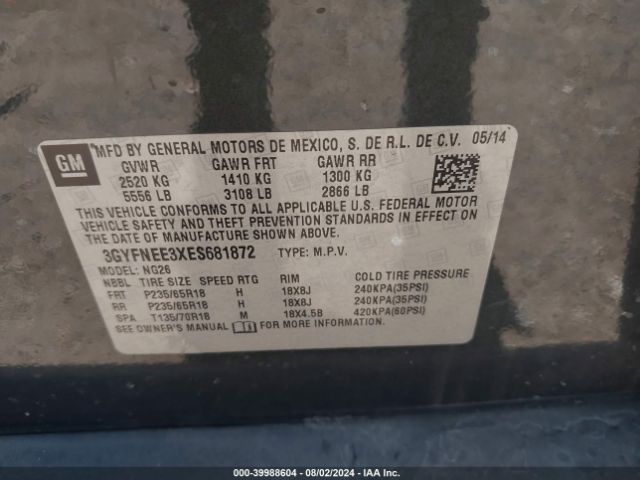 GM
MFD BY GENERAL MOTORS DE MEXICO, S. DE R.L. DE C.V. 05/14
GVWR GAWR FRT GAWR RR
2520 KG 1410 KG 1300 KG
5556 LB 3108 LB 2866 LB
THIS VEHICLE CONFORMS TO ALL APPLICABLE U.S. FEDERAL MOTOR
VEHICLE SAFETY AND THEFT PREVENTION STANDARDS IN EFFECT ON
THE DATE OF MANUFACTURE SHOWN ABOVE.
3GYFNEE3XES681872 TYPE: M.P.V.
MODEL: NG26
NBBL TIRE SIZE SPEED RTG RIM COLD TIRE PRESSURE
FRT P235/65R18 H 18X8J 240KPA(35PSI)
RR P235/65R18 H 18X8J 240KPA(35PSI)
SPA T135/70R18 M 18X4.5B 420KPA(60PSI)
SEE OWNER'S MANUAL FOR MORE INFORMATION
000-39988604 - 08/02/2024 - IAA Inc.